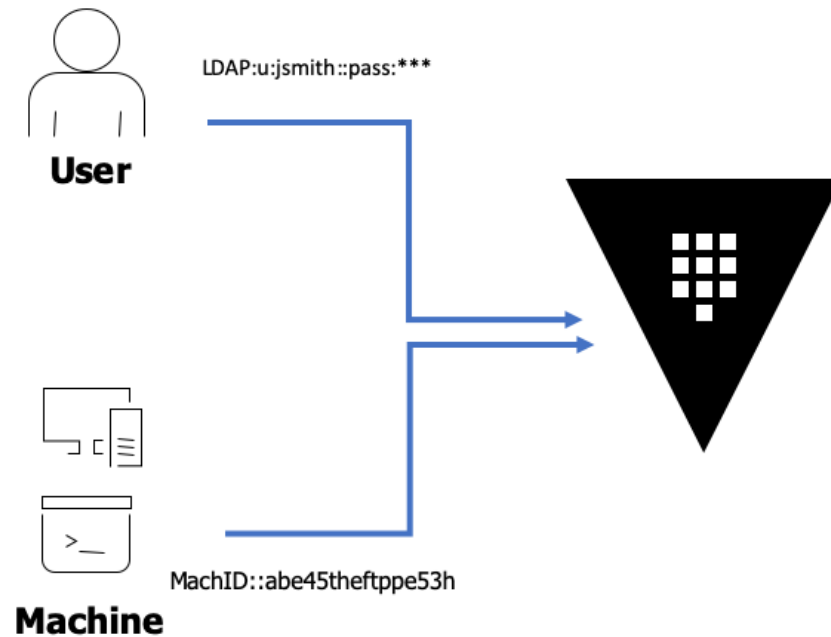 LDAP:u:jsmith::pass:***
User
>_
MachID::abe45theftppe53h
Machine